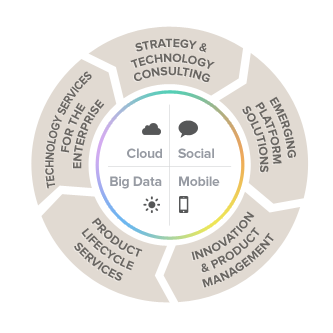 STRATEGY &
TECHNOLOGY
CONSULTING
EMERGING
PLATFORM
SOLUTIONS
INNOVATION
& PRODUCT
MANAGEMENT
PRODUCT
LIFECYCLE
SERVICES
TECHNOLOGY SERVICES
FOR THE
ENTERPRISE
Cloud
Social
Big Data
Mobile